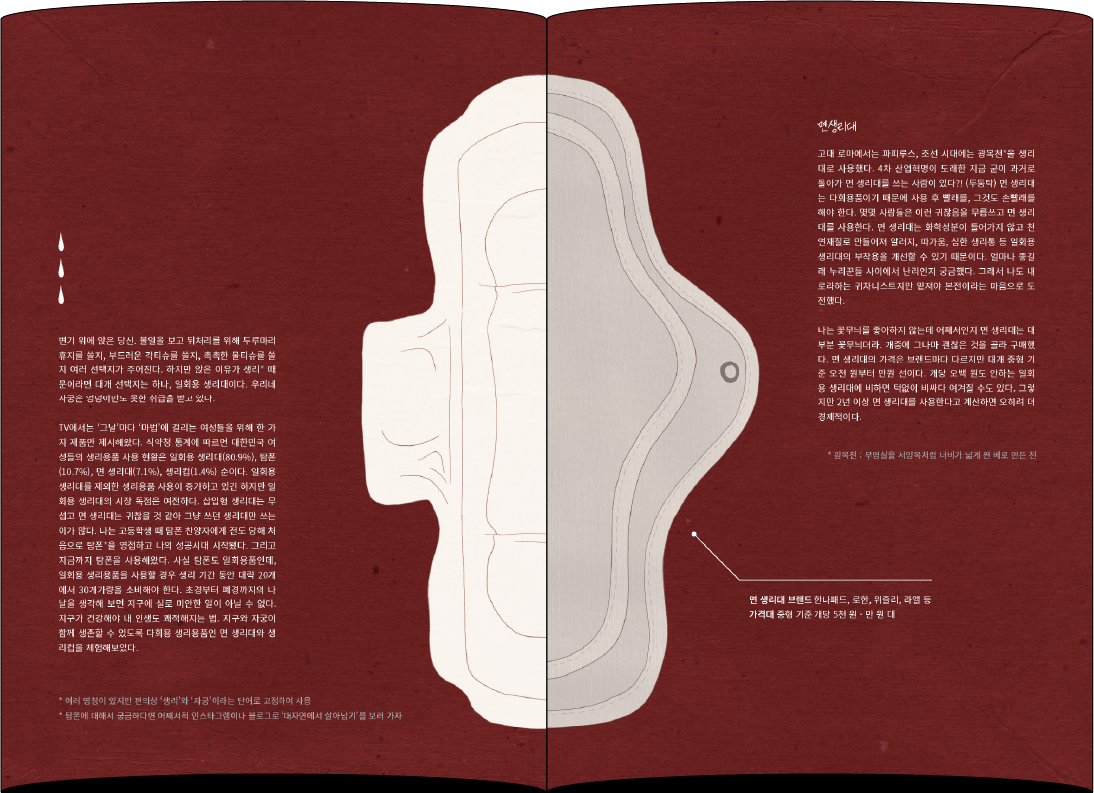 변기 위에 앉은 당신. 볼일을 보고 뒤처리를 위해 두루마리
휴지를 쓸지, 부드러운 각티슈를 쓸지, 촉촉한 물티슈를 쓸
지 여러 선택지가 주어진다. 하지만 앉은 이유가 생리* 때
문이라면 대개 선택지는 하나, 일회용 생리대이다. 우리네
자궁은 엉덩이만도 못한 취급을 받고 있다.
TV에서는 '그날'마다 '마법'에 걸리는 여성들을 위해 한 가
지 제품만 제시해왔다. 식약청 통계에 따르면 대한민국 여
성들의 생리용품 사용 현황은 일회용 생리대(80.9%), 탐폰
(10.7%), 면 생리대(7.1%), 생리컵(1.4%) 순이다. 일회용
생리대를 제외한 생리용품 사용이 증가하고 있긴 하지만 일
회용 생리대의 시장 독점은 여전하다. 삽입형 생리대는 무
섭고 면 생리대는 귀찮을 것 같아 그냥 쓰던 생리대만 쓰는
이가 많다. 나는 고등학생 때 탐폰 찬양자에게 전도 당해 처
음으로 탐폰*을 영접하고 나의 성공시대 시작됐다. 그리고
지금까지 탐폰을 사용해왔다. 사실 탐폰도 일회용품인데,
일회용 생리용품을 사용할 경우 생리 기간 동안 대략 20개
에서 30개가량을 소비해야 한다. 초경부터 폐경까지의 나
날을 생각해 보면 지구에 실로 미안한 일이 아닐 수 없다.
지구가 건강해야 내 인생도 쾌적해지는 법. 지구와 자궁이
함께 생존할 수 있도록 다회용 생리용품인 면 생리대와 생
리컵을 체험해보았다.
* 여러 명칭이 있지만 편의상 '생리'와 '자궁'이라는 단어로 고정하여 사용
* 탐폰에 대해서 궁금하다면 어째서적 인스타그램이나 블로그로 '대자연에서 살아남기'를 보러 가자
면생리대
고대 로마에서는 파피루스, 조선 시대에는 광목천*을 생리
대로 사용했다. 4차 산업혁명이 도래한 지금 굳이 과거로
돌아가 면 생리대를 쓰는 사람이 있다?! (두둥탁) 면 생리대
는 다회용품이기 때문에 사용 후 빨래를, 그것도 손빨래를
해야 한다. 몇몇 사람들은 이런 귀찮음을 무릅쓰고 면 생리
대를 사용한다. 면 생리대는 화학성분이 들어가지 않고 천
연재질로 만들어져 알러지, 따가움, 심한 생리통 등 일회용
생리대의 부작용을 개선할 수 있기 때문이다. 얼마나 좋길
래 누리꾼들 사이에서 난리인지 궁금했다. 그래서 나도 내
로라하는 귀차니스트지만 밑져야 본전이라는 마음으로 도
전했다.
나는 꽃무늬를 좋아하지 않는데 어째서인지 면 생리대는 대
부분 꽃무늬더라. 개중에 그나마 괜찮은 것을 골라 구매했
다. 면 생리대의 가격은 브랜드마다 다르지만 대개 중형 기
준 오천 원부터 만원 선이다. 개당 오백 원도 안하는 일회
용 생리대에 비하면 턱없이 비싸다 여겨질 수도 있다. 그렇
지만 2년 이상 면 생리대를 사용한다고 계산하면 오히려 더
경제적이다.
* 광목천 : 무명실을 서양목처럼 너비가 넓게 짠 베로 만든 천
면 생리대 브랜드 한나패드, 로한, 위쥴리, 라엘 등
가격대 중형 기준 개당 5천 원 - 만 원 대